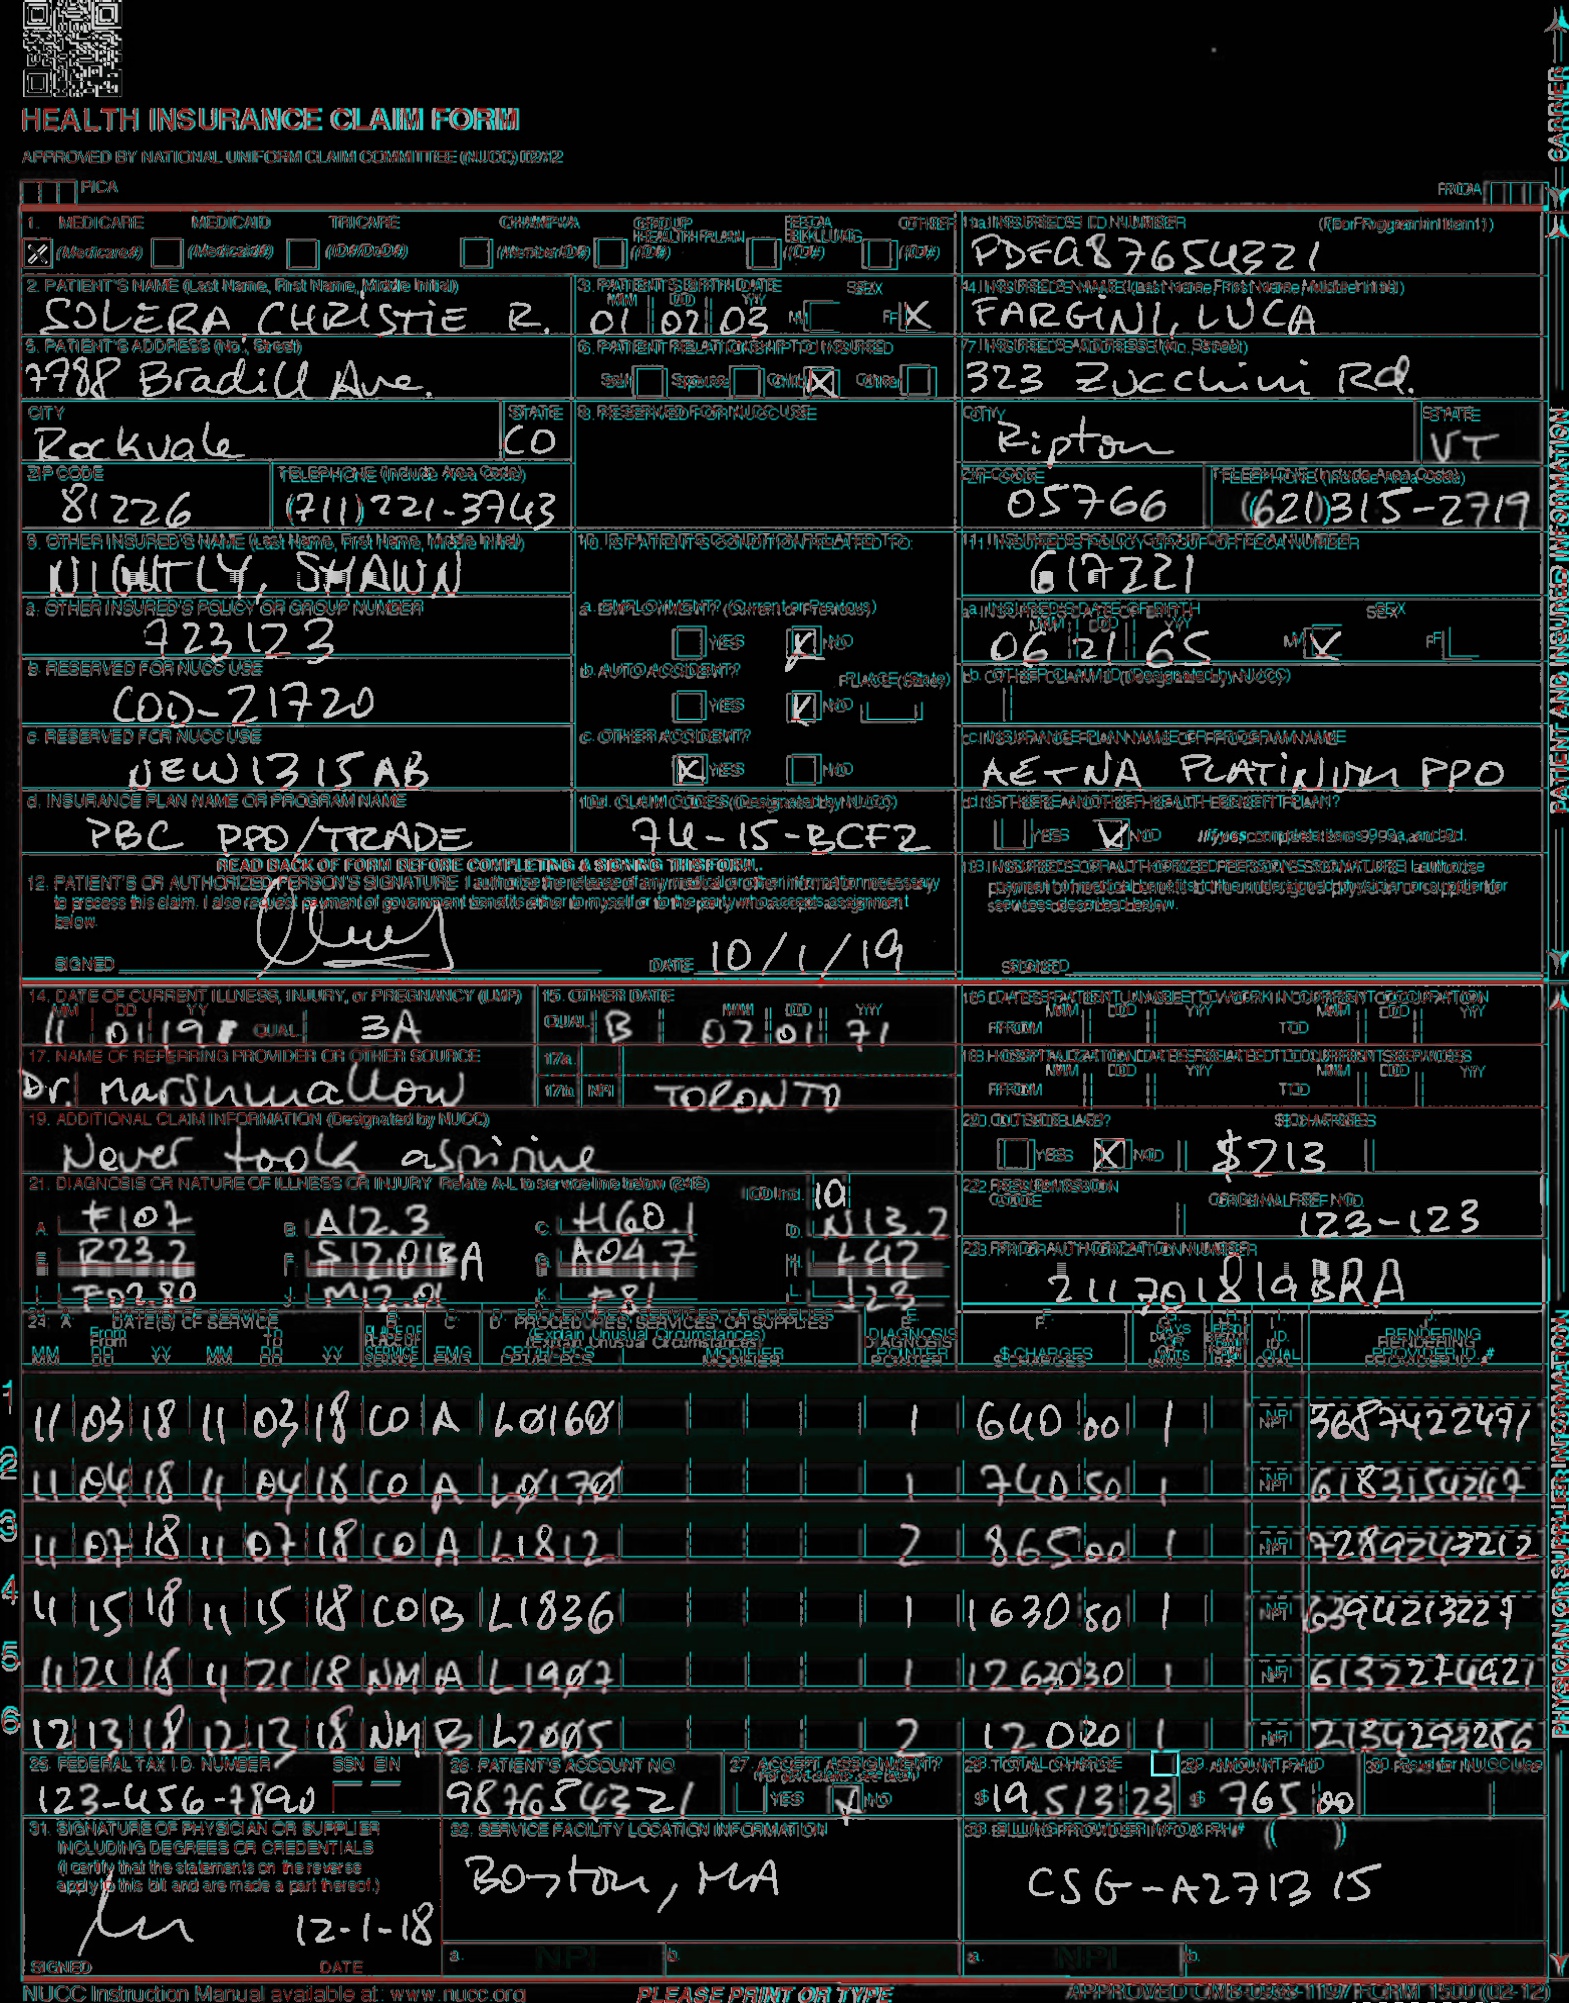 HEALTH INSURANCE CLAIM FORM
APPROVED BY NATIONAL UNIFORM CLAIM COMMITTEE (NUCC) 02/12
PICA
PICA
CARRIER
1. MEDICARE MEDICAID TRICARE CHAMPVA GROUP HEALTH PLAN FECA BLK LUNG OTHER
(Medicare#) (Medicaid#) (ID#/DoD#) (Member ID#) (ID#) (ID#) (ID#)
1a. INSURED'S I.D. NUMBER (For Program in Item 1)
PDEA87654321
2. PATIENT'S NAME (Last Name, First Name, Middle Initial)
SOLERA CHRISTIE R.
3. PATIENT'S BIRTH DATE SEX
MM DD YY
01 02 03 M F X
4. INSURED'S NAME (Last Name, First Name, Middle Initial)
FARGINI, LUCA
5. PATIENT'S ADDRESS (No., Street)
7788 Bradill Ave.
6. PATIENT RELATIONSHIP TO INSURED
Self Spouse Child X Other
7. INSURED'S ADDRESS (No., Street)
323 Zucchini Rd.
CITY STATE
Rockvale CO
8. RESERVED FOR NUCC USE
CITY STATE
Ripton VT
ZIP CODE TELEPHONE (Include Area Code)
81226 (711) 221-3743
ZIP CODE TELEPHONE (Include Area Code)
05766 (621) 315-2719
9. OTHER INSURED'S NAME (Last Name, First Name, Middle Initial)
NIGHTLY, SHAWN
10. IS PATIENT'S CONDITION RELATED TO:
11. INSURED'S POLICY GROUP OR FECA NUMBER
617221
a. OTHER INSURED'S POLICY OR GROUP NUMBER
723123
a. EMPLOYMENT? (Current or Previous)
YES X NO
a. INSURED'S DATE OF BIRTH SEX
MM DD YY
06 21 65 M X F
b. RESERVED FOR NUCC USE
COD-21720
b. AUTO ACCIDENT? PLACE (State)
YES X NO
b. OTHER CLAIM ID (Designated by NUCC)
c. RESERVED FOR NUCC USE
NEW1315AB
c. OTHER ACCIDENT?
X YES NO
c. INSURANCE PLAN NAME OR PROGRAM NAME
AETNA PLATINIUM PPO
d. INSURANCE PLAN NAME OR PROGRAM NAME
PBC PPO/TRADE
10d. CLAIM CODES (Designated by NUCC)
74-15-BCF2
d. IS THERE ANOTHER HEALTH BENEFIT PLAN?
YES X NO If yes, complete items 9, 9a, and 9d.
PATIENT AND INSURED INFORMATION
READ BACK OF FORM BEFORE COMPLETING & SIGNING THIS FORM.
12. PATIENT'S OR AUTHORIZED PERSON'S SIGNATURE I authorize the release of any medical or other information necessary
to process this claim. I also request payment of government benefits either to myself or to the party who accepts assignment
below.
SIGNED DATE 10/1/19
13. INSURED'S OR AUTHORIZED PERSON'S SIGNATURE I authorize
payment of medical benefits to the undersigned physician or supplier for
services described below.
SIGNED
14. DATE OF CURRENT ILLNESS, INJURY, or PREGNANCY (LMP)
MM DD YY
11 01 19 QUAL. 3A
15. OTHER DATE
MM DD YY
QUAL. B 02 01 71
16. DATES PATIENT UNABLE TO WORK IN CURRENT OCCUPATION
MM DD YY MM DD YY
FROM TO
17. NAME OF REFERRING PROVIDER OR OTHER SOURCE
Dr. Marshmallow
17a.
17b. NPI TORONTO
18. HOSPITALIZATION DATES RELATED TO CURRENT SERVICES
MM DD YY MM DD YY
FROM TO
19. ADDITIONAL CLAIM INFORMATION (Designated by NUCC)
Never took aspirine
20. OUTSIDE LAB? $ CHARGES
YES X NO $213
21. DIAGNOSIS OR NATURE OF ILLNESS OR INJURY Relate A-L to service line below (24E) ICD Ind. 10
A. F107 B. A12.3 C. H60.1 D. N13.2
E. R23.2 F. S12.01BA G. A04.7 H. L42
J. M12.01 K. E81 L. J23
22. RESUBMISSION CODE ORIGINAL REF. NO.
123-123
23. PRIOR AUTHORIZATION NUMBER
211701819BRA
24. A. DATE(S) OF SERVICE B. C. D. PROCEDURES, SERVICES, OR SUPPLIES E. F. G. H. I. J.
From To PLACE OF (Explain Unusual Circumstances) DIAGNOSIS DAYS ID. RENDERING
MM DD YY MM DD YY SERVICE EMG CPT/HCPCS MODIFIER POINTER $ CHARGES UNITS QUAL. PROVIDER ID. #
1 11 03 18 11 03 18 CO A L0160 1 640 00 1 NPI 3687422471
2 11 04 18 11 04 18 CO A L0170 1 740 50 1 NPI
3 11 07 18 11 07 18 CO A L1812 2 865 00 1 NPI 7289243212
4 11 15 18 11 15 18 CO B L1836 1 1630 50 1 NPI 6394213227
5 11 21 18 11 21 18 NM A L1907 1 1263030 1 NPI 6132274921
6 12 13 18 12 13 18 NM B L2005 2 12 020 1 NPI 2134293286
25. FEDERAL TAX I.D. NUMBER SSN EIN
123-456-7890
26. PATIENT'S ACCOUNT NO.
987654321
27. ACCEPT ASSIGNMENT?
(For govt. claims, see back)
YES X NO
28. TOTAL CHARGE
$ 19.513 23
29. AMOUNT PAID
$ 765 00
30. Rsvd for NUCC Use
31. SIGNATURE OF PHYSICIAN OR SUPPLIER
INCLUDING DEGREES OR CREDENTIALS
(I certify that the statements on the reverse
apply to this bill and are made a part thereof.)
12-1-18
SIGNED DATE
32. SERVICE FACILITY LOCATION INFORMATION
Boston, MA
a. NPI b.
33. BILLING PROVIDER INFO & PH # ( )
CSG-A271315
a. NPI b.
PHYSICIAN OR SUPPLIER INFORMATION
NUCC Instruction Manual available at: www.nucc.org
PLEASE PRINT OR TYPE
APPROVED OMB-0938-1197 FORM 1500 (02-12)